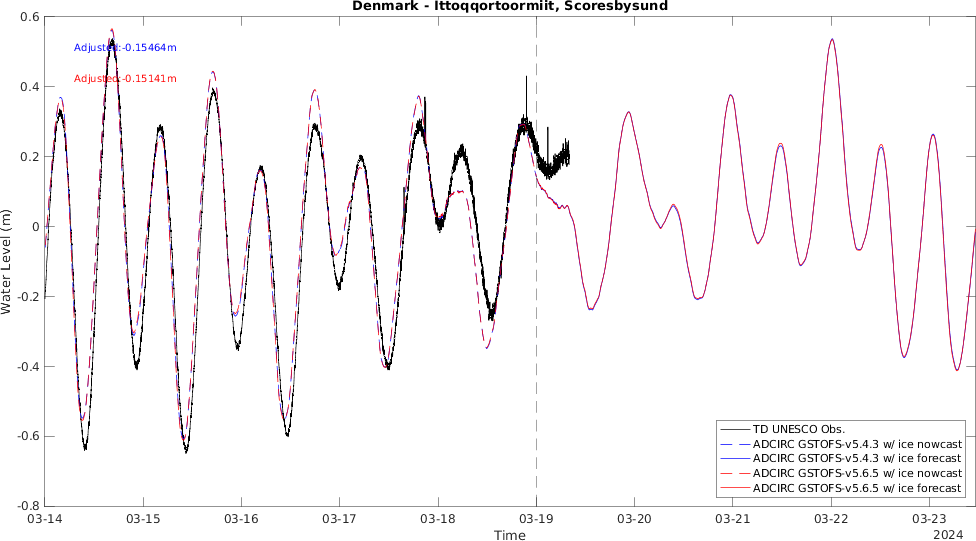 Denmark - Ittoqqortoormiit, Scoresbysund
0.6
0.4
0.2
0
-0.2
-0.4
-0.6
-0.8
Water Level (m)
Adjusted:-0.15464m
Adjusted:-0.15141m
TD UNESCO Obs.
ADCIRC GSTOFS-v5.4.3 w/ ice nowcast
ADCIRC GSTOFS-v5.4.3 w/ ice forecast
ADCIRC GSTOFS-v5.6.5 w/ ice nowcast
ADCIRC GSTOFS-v5.6.5 w/ ice forecast
03-14 03-15 03-16 03-17 03-18 03-19 03-20 03-21 03-22 03-23
Time
2024